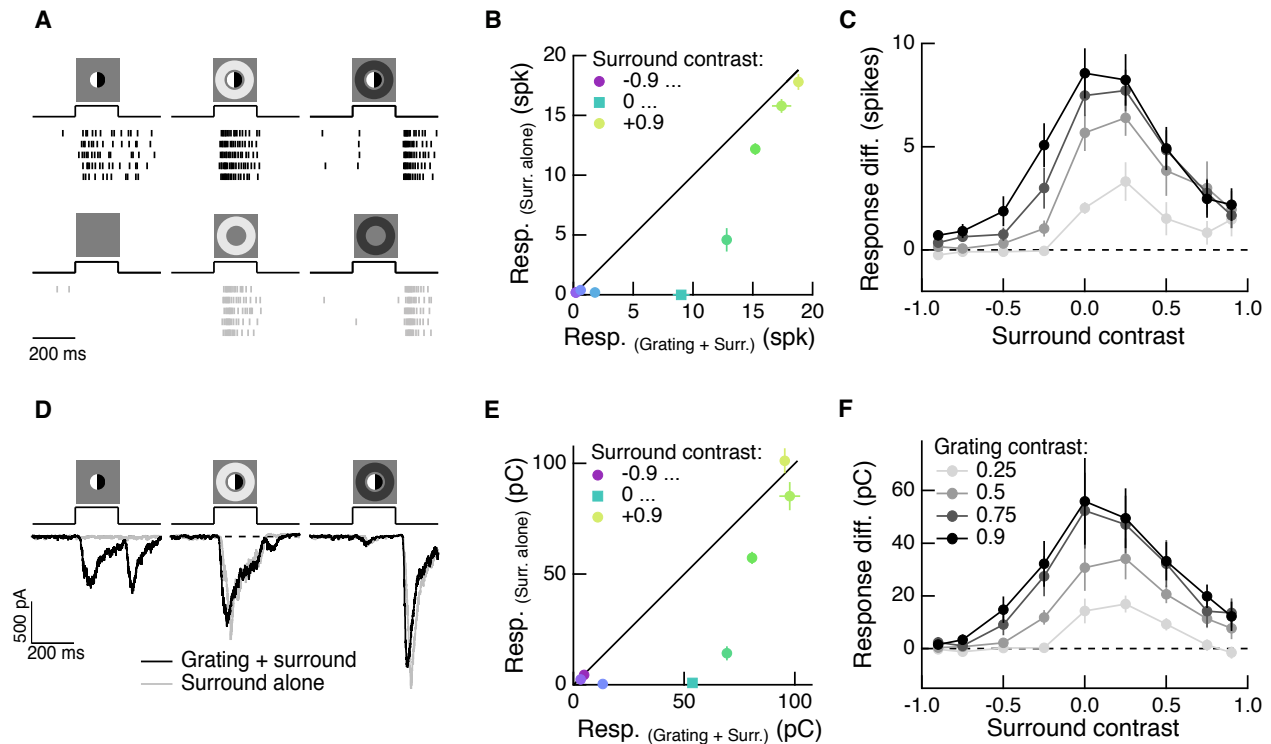 A
200 ms
B
Resp. (Surr. alone) (spk)
20
15
10
5
0
Surround contrast:
-0.9 ...
0 ...
+0.9
0 5 10 15 20
Resp. (Grating + Surr.) (spk)
C
Response diff. (spikes)
10
5
0
-1.0 -0.5 0.0 0.5 1.0
Surround contrast
D
500 pA
200 ms
Grating + surround
Surround alone
E
Resp. (Surr. alone) (pC)
100
50
0
Surround contrast:
-0.9 ...
0 ...
+0.9
0 50 100
Resp. (Grating + Surr.) (pC)
F
Response diff. (pC)
60
40
20
0
Grating contrast:
0.25
0.5
0.75
0.9
-1.0 -0.5 0.0 0.5 1.0
Surround contrast